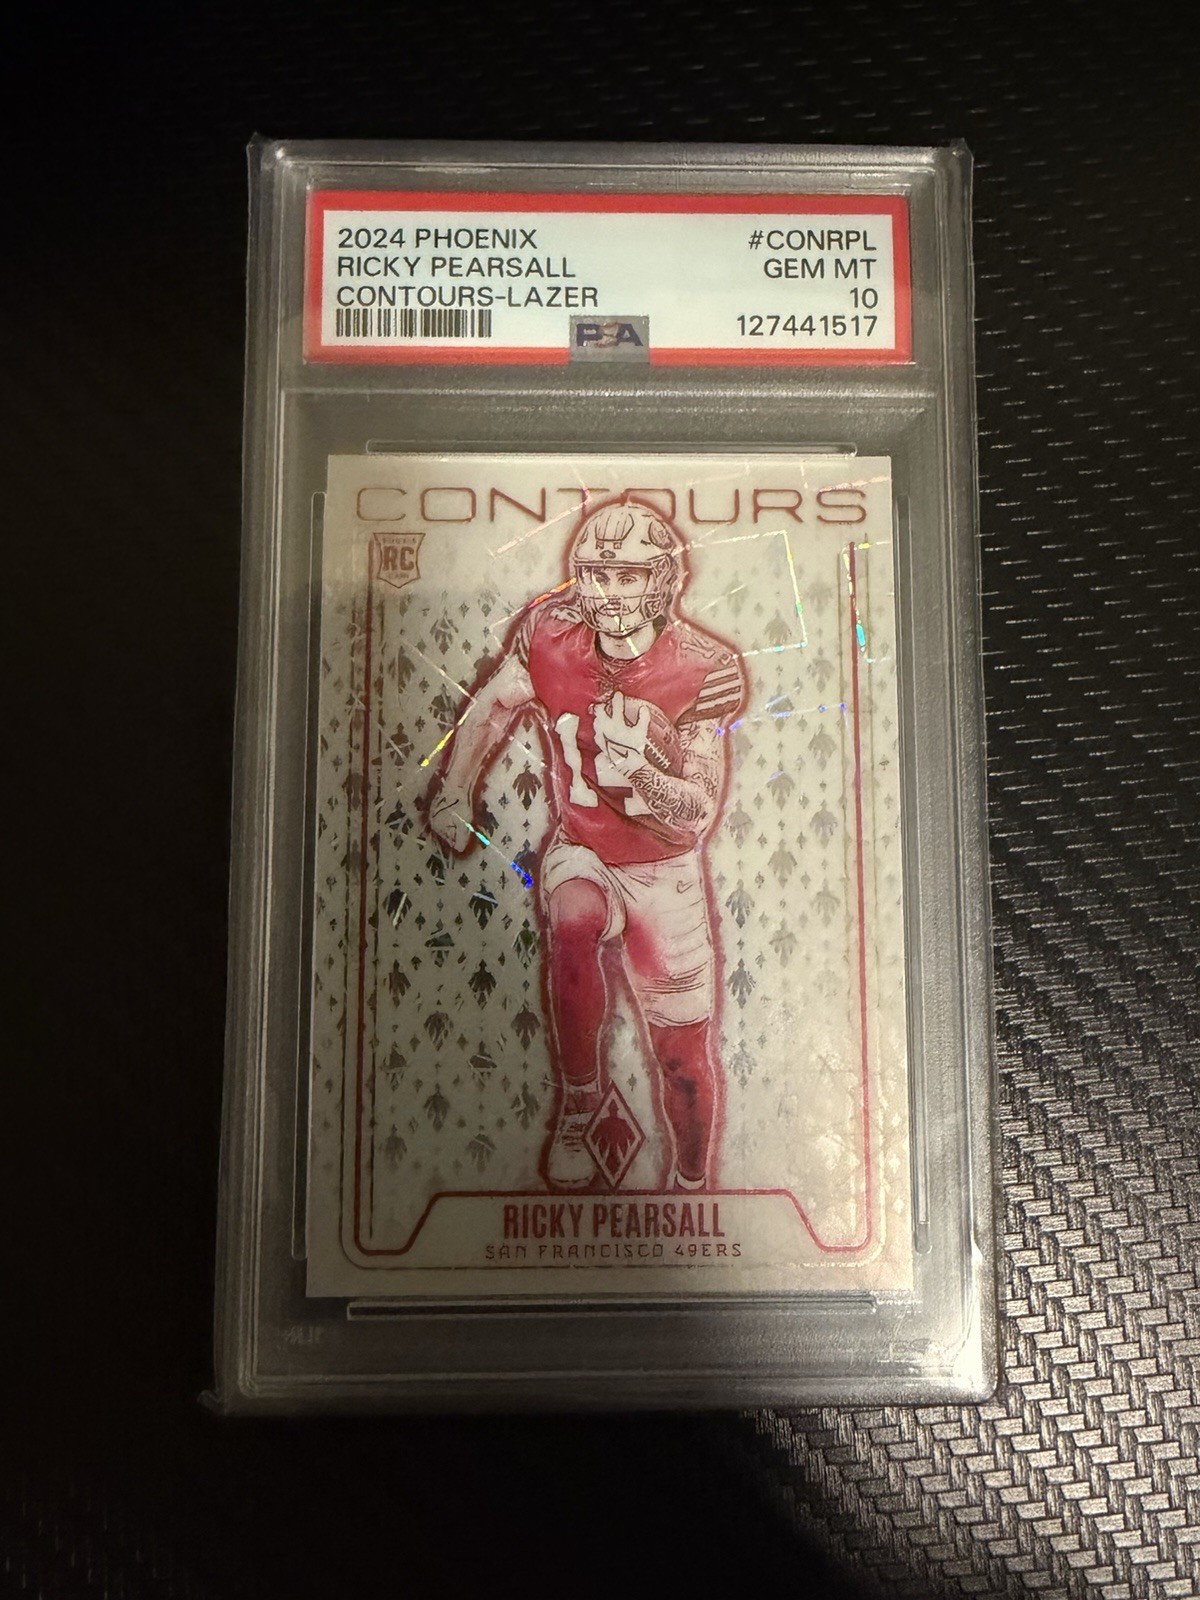 2024 PHOENIX #CONRPL
RICKY PEARSALL GEM MT
CONTOURS-LAZER 10
PSA 127441517
CONTOURS
RC
14
RICKY PEARSALL
SAN FRANCISCO 49ERS